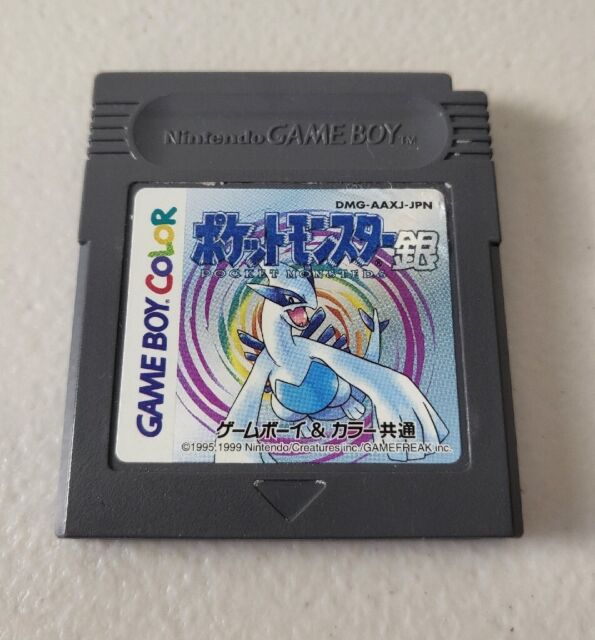 Nintendo GAME BOY™
DMG-AAXJ-JPN
GAME BOY COLOR
ポケットモンスター銀
POCKET MONSTERS
ゲームボーイ & カラー共通
©1995,1999 Nintendo/Creatures inc./GAMEFREAK inc.